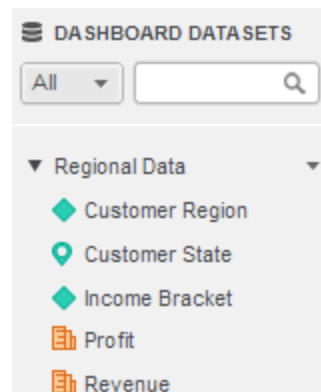 DASHBOARD DATASETS
All
Regional Data
Customer Region
Customer State
Income Bracket
Profit
Revenue